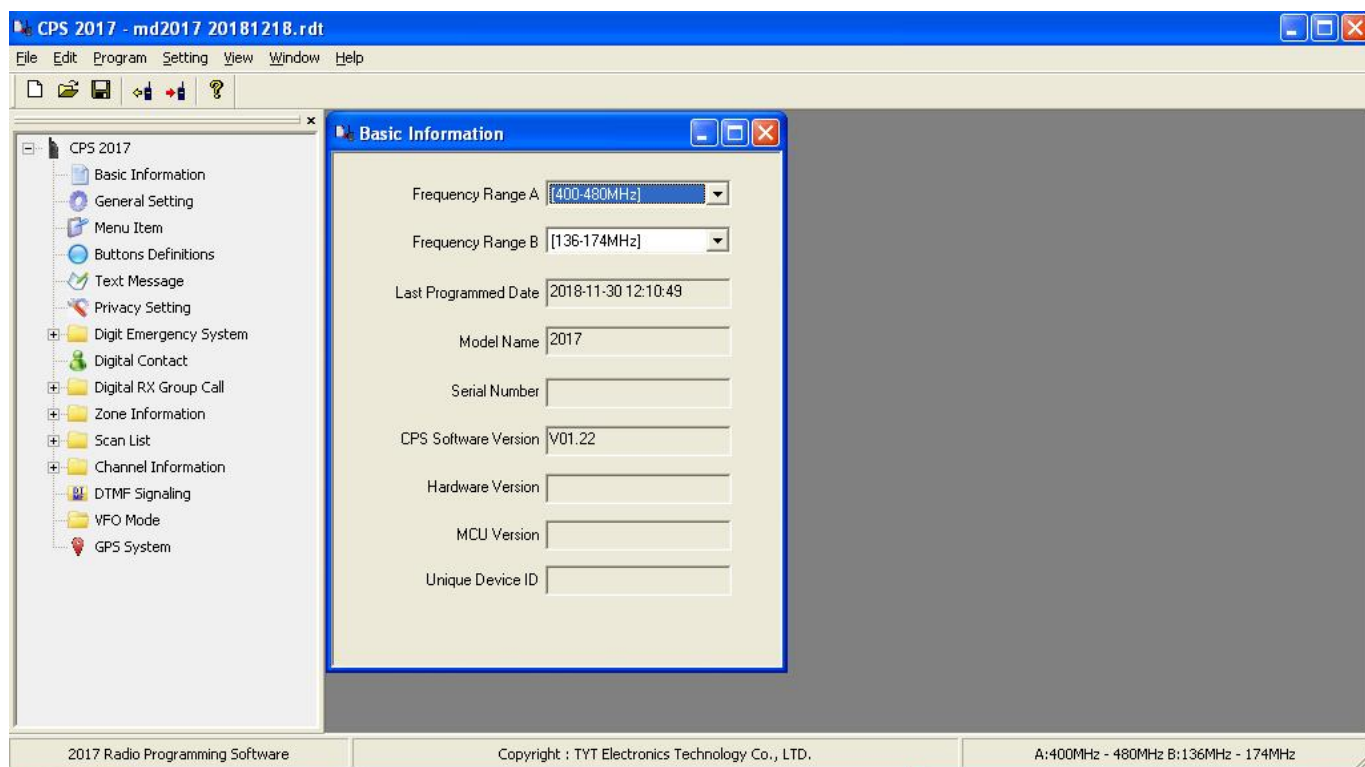 CPS 2017 - md2017 20181218.rdt
File Edit Program Setting View Window Help
CPS 2017
Basic Information
General Setting
Menu Item
Buttons Definitions
Text Message
Privacy Setting
Digit Emergency System
Digital Contact
Digital RX Group Call
Zone Information
Scan List
Channel Information
DTMF Signaling
VFO Mode
GPS System
Basic Information
Frequency Range A [400-480MHz]
Frequency Range B [136-174MHz]
Last Programmed Date 2018-11-30 12:10:49
Model Name 2017
Serial Number
CPS Software Version V01.22
Hardware Version
MCU Version
Unique Device ID
2017 Radio Programming Software
Copyright : TYT Electronics Technology Co., LTD.
A:400MHz - 480MHz B:136MHz - 174MHz